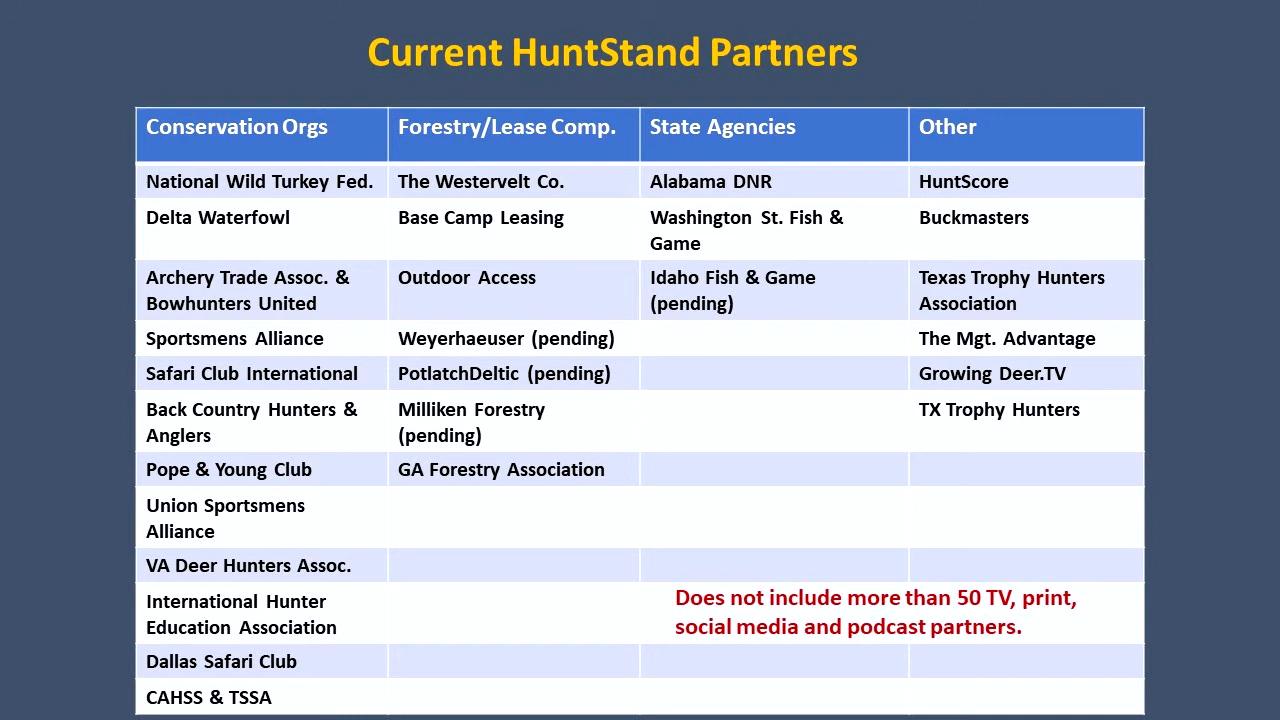 Current HuntStand Partners
Conservation Orgs
Forestry/Lease Comp.
State Agencies
Other
National Wild Turkey Fed.
The Westervelt Co.
Alabama DNR
HuntScore
Delta Waterfowl
Base Camp Leasing
Washington St. Fish &
Game
Buckmasters
Archery Trade Assoc. &
Bowhunters United
Outdoor Access
Idaho Fish & Game
(pending)
Texas Trophy Hunters
Association
Sportsmens Alliance
Weyerhaeuser (pending)
The Mgt. Advantage
Safari Club International
PotlatchDeltic (pending)
Growing Deer.TV
Back Country Hunters &
Anglers
Milliken Forestry
(pending)
TX Trophy Hunters
Pope & Young Club
GA Forestry Association
Union Sportsmens
Alliance
VA Deer Hunters Assoc.
International Hunter
Education Association
Does not include more than 50 TV, print,
social media and podcast partners.
Dallas Safari Club
CAHSS & TSSA